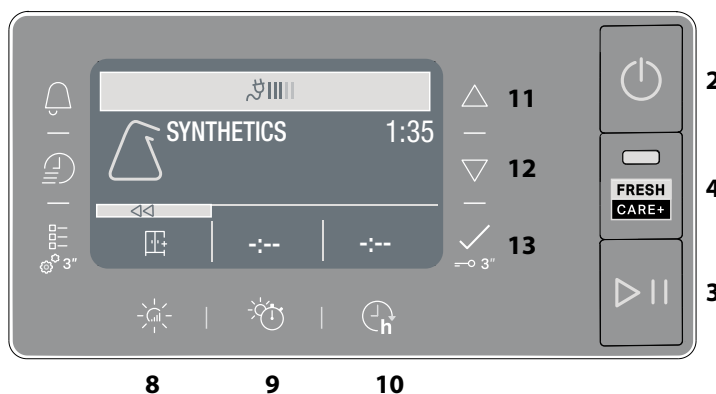 2
11
SYNTHETICS 1:35
12
FRESH
CARE+
4
-:-- -:--
3"
3"
13
3
h
8 9 10